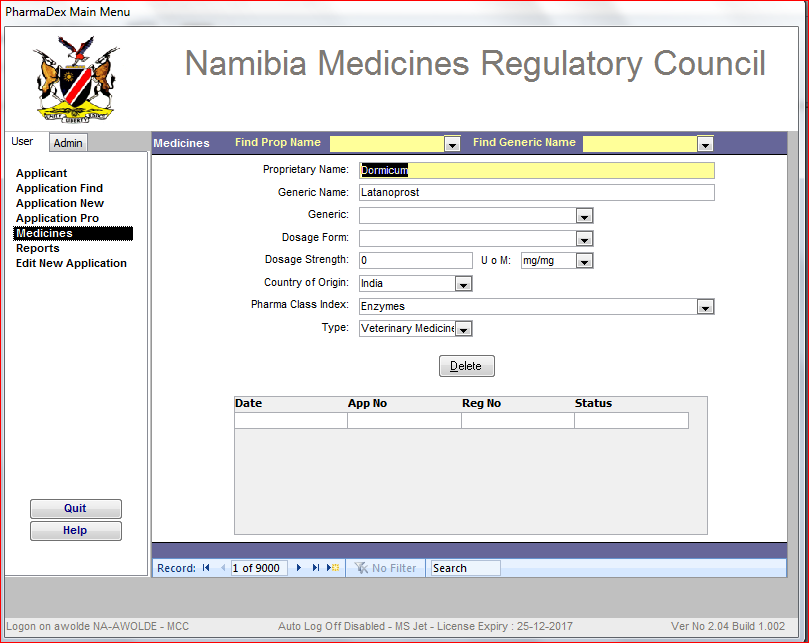 PharmaDex Main Menu
Namibia Medicines Regulatory Council
User Admin
Medicines Find Prop Name Find Generic Name
Applicant
Application Find
Application New
Application Pro
Medicines
Reports
Edit New Application
Quit
Help
Proprietary Name: Dormicum
Generic Name: Latanoprost
Generic:
Dosage Form:
Dosage Strength: 0 U o M: mg/mg
Country of Origin: India
Pharma Class Index: Enzymes
Type: Veterinary Medicine
Delete
Date App No Reg No Status
Record: 1 of 9000 No Filter Search
Logon on awolde NA-AWOLDE - MCC Auto Log Off Disabled - MS Jet - License Expiry : 25-12-2017 Ver No 2.04 Build 1.002